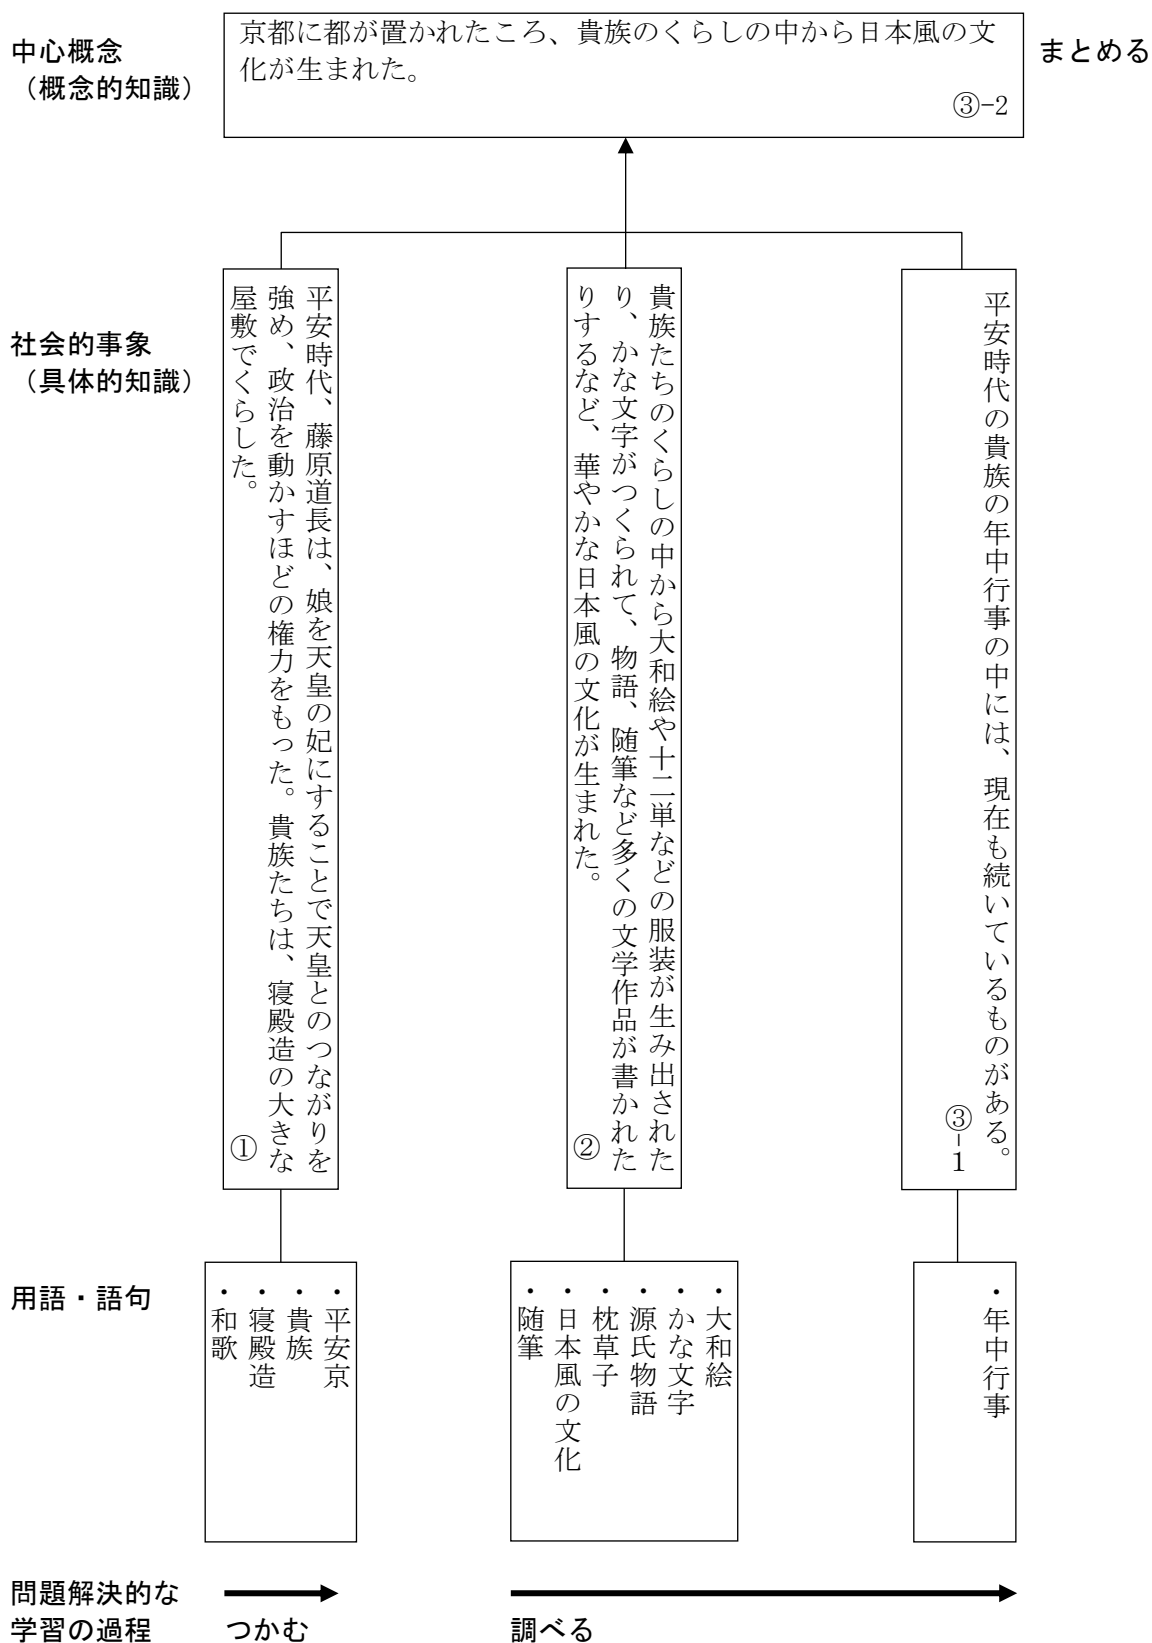 中心概念
（概念的知識）
京都に都が置かれたころ、貴族のくらしの中から日本風の文
化が生まれた。
③-2
まとめる
社会的事象
（具体的知識）
平安時代、藤原道長は、娘を天皇の妃にすることで天皇とのつながりを
強め、政治を動かすほどの権力をもった。貴族たちは、寝殿造の大きな
屋敷でくらした。
①
貴族たちのくらしの中から大和絵や十二単などの服装が生み出された
り、かな文字がつくられて、物語、随筆など多くの文学作品が書かれた
りするなど、華やかな日本風の文化が生まれた。
②
平安時代の貴族の年中行事の中には、現在も続いているものがある。
③-1
用語・語句
・平安京
・貴族
・寝殿造
・和歌
・大和絵
・かな文字
・源氏物語
・枕草子
・日本風の文化
・随筆
・年中行事
問題解決的な
学習の過程
つかむ
調べる